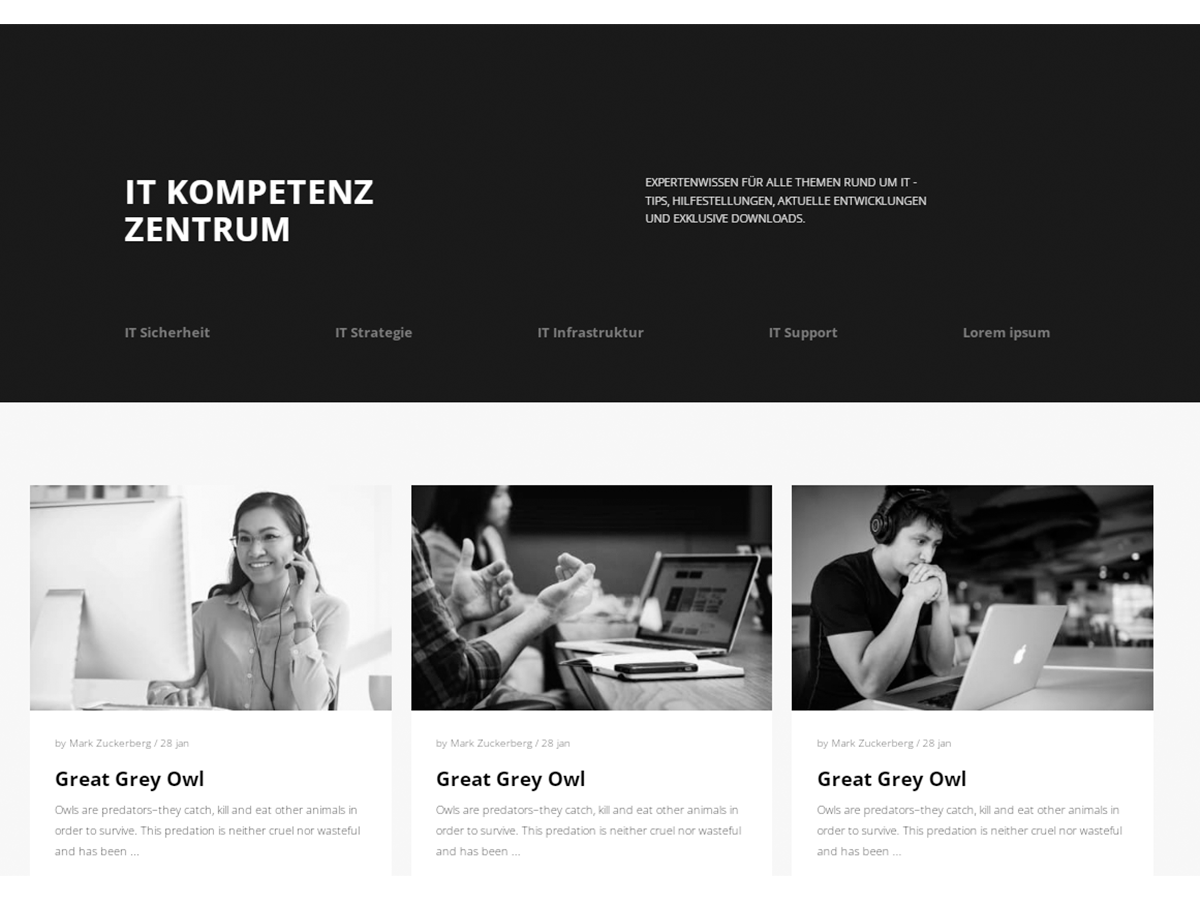 IT KOMPETENZ
ZENTRUM
EXPERTENWISSEN FÜR ALLE THEMEN RUND UM IT -
TIPS, HILFESTELLUNGEN, AKTUELLE ENTWICKLUNGEN
UND EXKLUSIVE DOWNLOADS.
IT Sicherheit
IT Strategie
IT Infrastruktur
IT Support
Lorem ipsum
by Mark Zuckerberg / 28 jan
Great Grey Owl
Owls are predators–they catch, kill and eat other animals in
order to survive. This predation is neither cruel nor wasteful
and has been ...
by Mark Zuckerberg / 28 jan
Great Grey Owl
Owls are predators–they catch, kill and eat other animals in
order to survive. This predation is neither cruel nor wasteful
and has been ...
by Mark Zuckerberg / 28 jan
Great Grey Owl
Owls are predators–they catch, kill and eat other animals in
order to survive. This predation is neither cruel nor wasteful
and has been ...